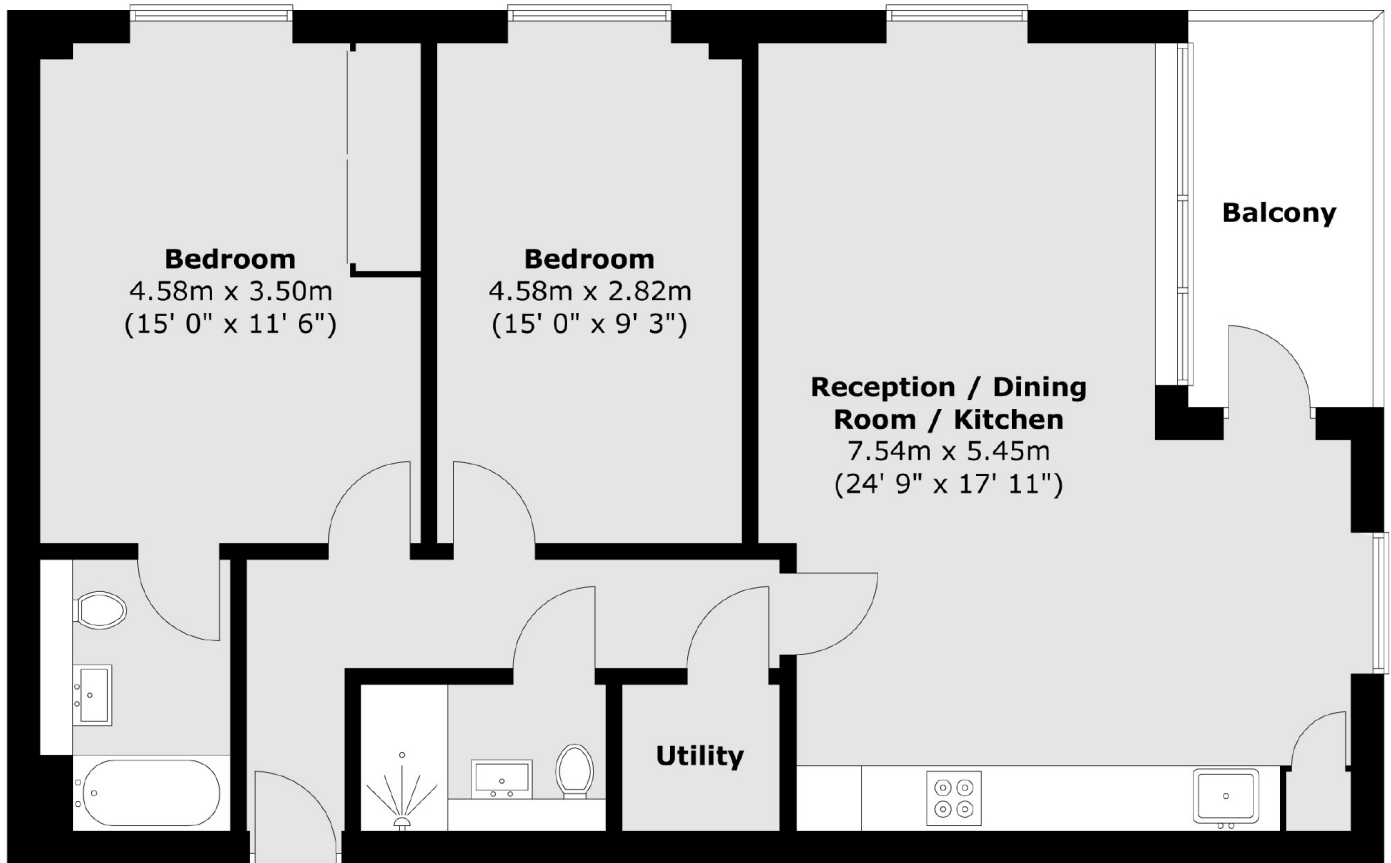 Bedroom
4.58m x 3.50m
(15' 0" x 11' 6")
Bedroom
4.58m x 2.82m
(15' 0" x 9' 3")
Reception / Dining
Room / Kitchen
7.54m x 5.45m
(24' 9" x 17' 11")
Balcony
Utility